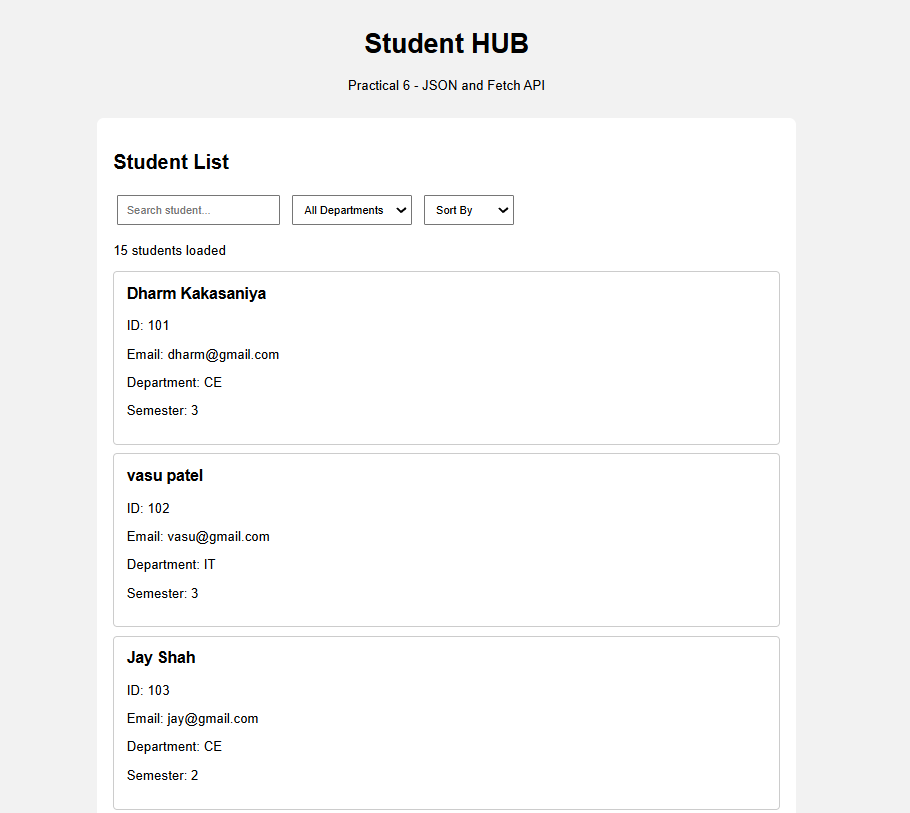 Student HUB
Practical 6 - JSON and Fetch API
Student List
Search student...
All Departments
Sort By
15 students loaded
Dharm Kakasaniya
ID: 101
Email: dharm@gmail.com
Department: CE
Semester: 3
vasu patel
ID: 102
Email: vasu@gmail.com
Department: IT
Semester: 3
Jay Shah
ID: 103
Email: jay@gmail.com
Department: CE
Semester: 2